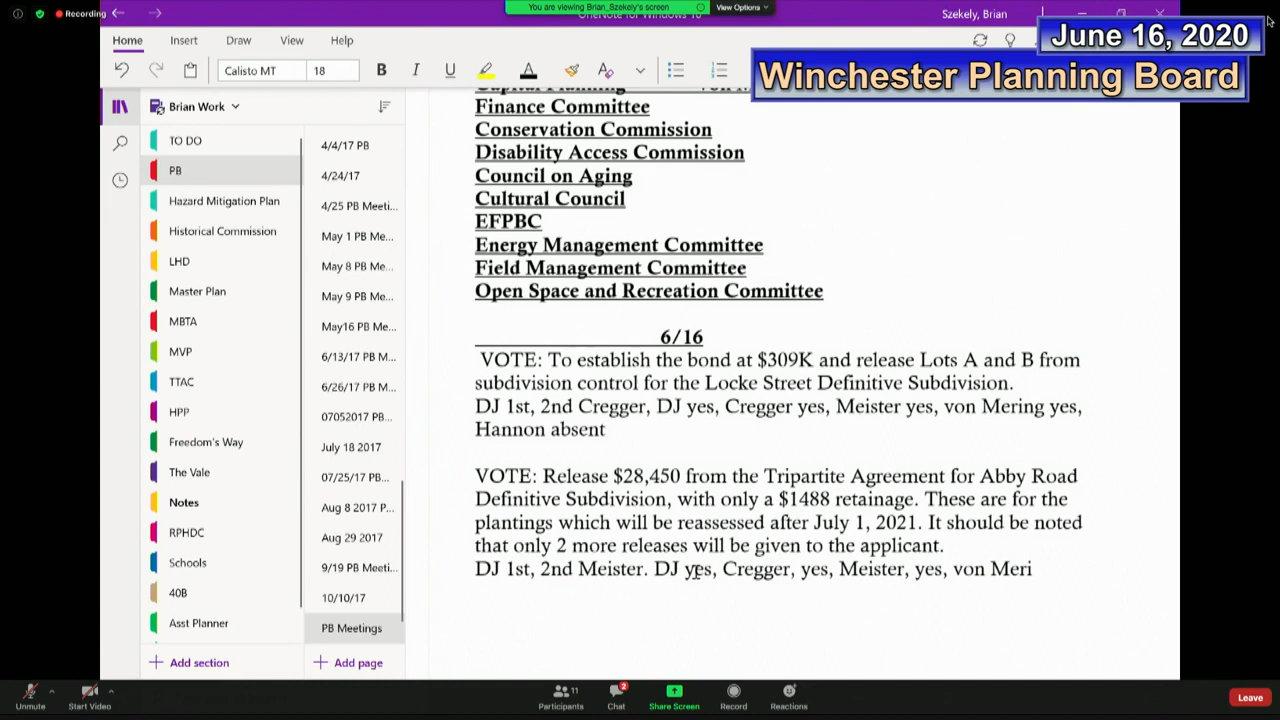 Recording
You are viewing Brian_Szekely's screen
View Options
OneNote for Windows 10
Szekely, Brian
June 16, 2020
Winchester Planning Board
Home
Insert
Draw
View
Help
Calisto MT
18
B
I
U
A
Brian Work
TO DO
PB
Hazard Mitigation Plan
Historical Commission
LHD
Master Plan
MBTA
MVP
TTAC
HPP
Freedom's Way
The Vale
Notes
RPHDC
Schools
40B
Asst Planner
Add section
4/4/17 PB
4/24/17
4/25 PB Meeti...
May 1 PB Me...
May 8 PB Me...
May 9 PB Me...
May16 PB Me...
6/13/17 PB M...
6/26/17 PB M...
07052017 PB...
July 18 2017
07/25/17 PB...
Aug 8 2017 P...
Aug 29 2017
9/19 PB Meeti...
10/10/17
PB Meetings
Add page
Capital Planning
Finance Committee
Conservation Commission
Disability Access Commission
Council on Aging
Cultural Council
EFPBC
Energy Management Committee
Field Management Committee
Open Space and Recreation Committee
6/16
VOTE: To establish the bond at $309K and release Lots A and B from
subdivision control for the Locke Street Definitive Subdivision.
DJ 1st, 2nd Cregger, DJ yes, Cregger yes, Meister yes, von Mering yes,
Hannon absent
VOTE: Release $28,450 from the Tripartite Agreement for Abby Road
Definitive Subdivision, with only a $1488 retainage. These are for the
plantings which will be reassessed after July 1, 2021. It should be noted
that only 2 more releases will be given to the applicant.
DJ 1st, 2nd Meister. DJ yes, Cregger, yes, Meister, yes, von Meri
Unmute
Start Video
Participants
11
Chat
2
Share Screen
Record
Reactions
Leave